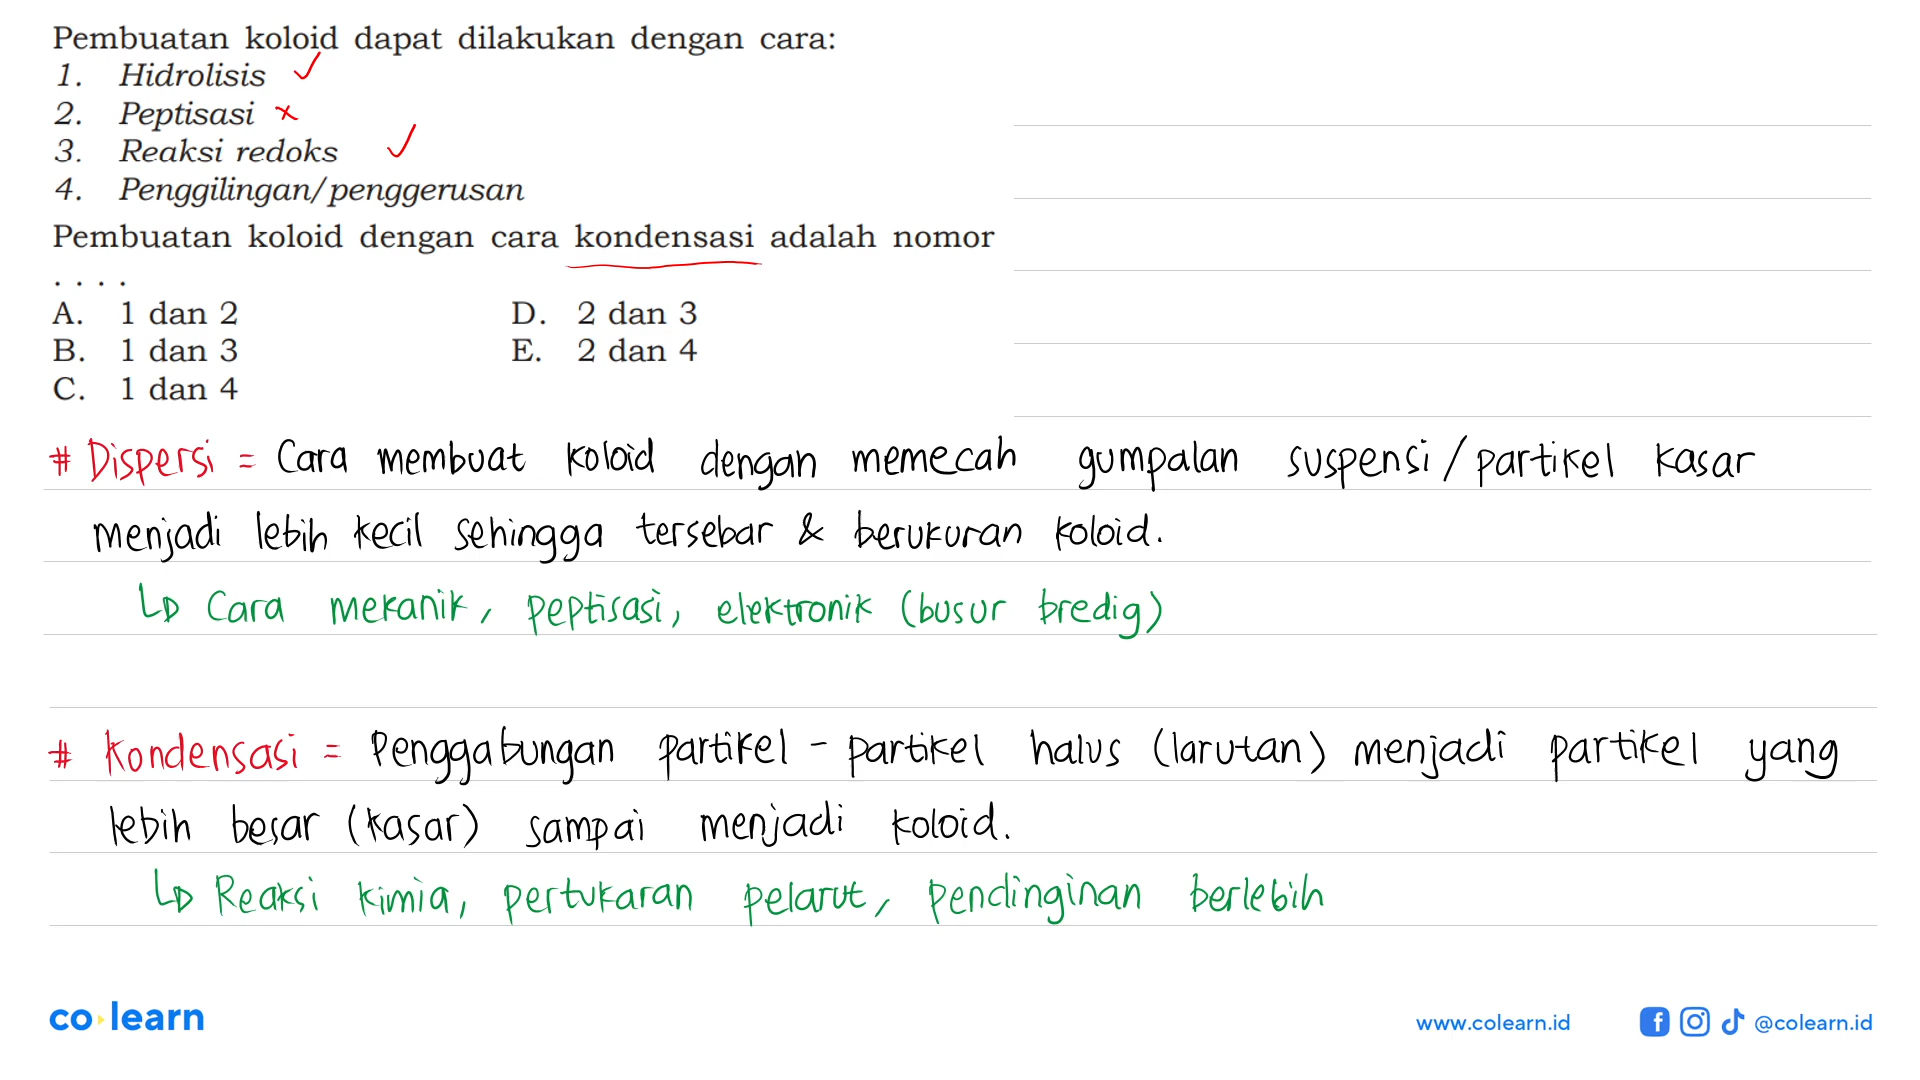 Pembuatan koloid dapat dilakukan dengan cara:
1. Hidrolisis ✓
2. Peptisasi x
3. Reaksi redoks ✓
4. Penggilingan/penggerusan
Pembuatan koloid dengan cara kondensasi adalah nomor
. . . .
A. 1 dan 2
B. 1 dan 3
C. 1 dan 4
D. 2 dan 3
E. 2 dan 4
# Dispersi = Cara membuat koloid dengan memecah gumpalan suspensi / partikel kasar
menjadi lebih kecil sehingga tersebar & berukuran koloid.
↳ Cara mekanik, peptisasi, elektronik (busur bredig)
# Kondensasi = Penggabungan partikel - partikel halus (larutan) menjadi partikel yang
lebih besar (kasar) sampai menjadi koloid.
↳ Reaksi kimia, pertukaran pelarut, pendinginan berlebih
co learn
www.colearn.id
@colearn.id